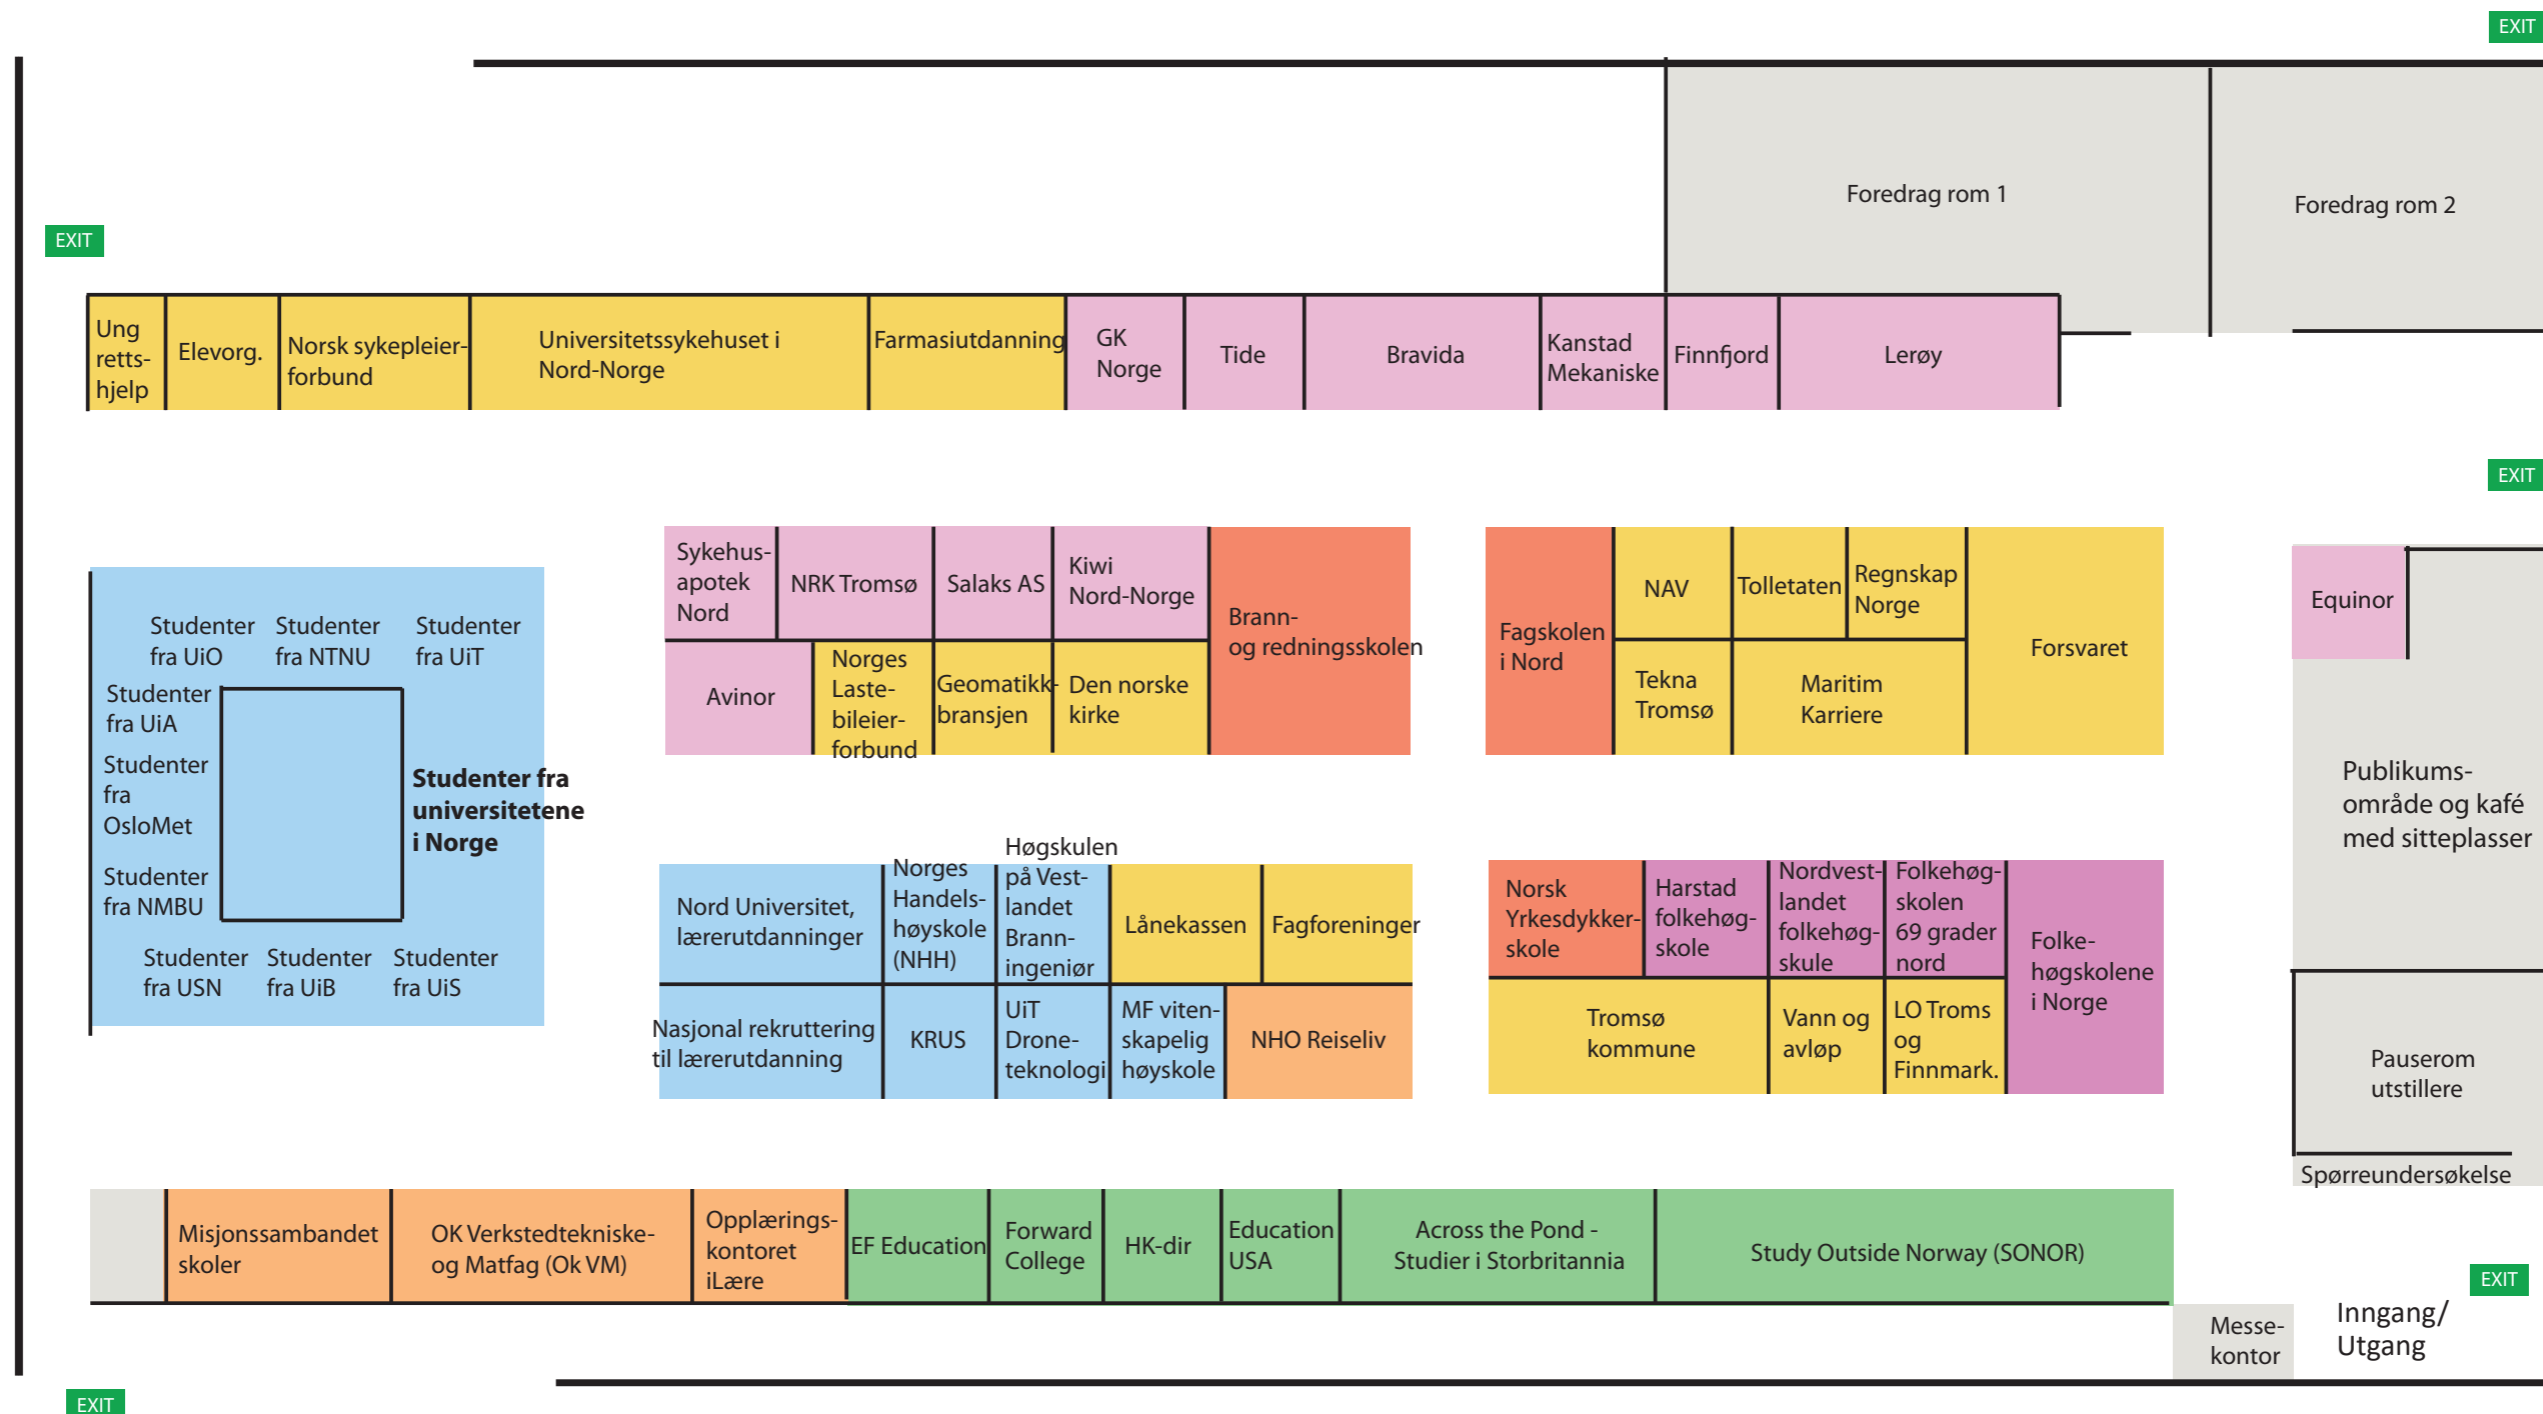 EXIT
Foredrag rom 1
Foredrag rom 2
EXIT
Ung
retts-
hjelp
Elevorg.
Norsk sykepleier-
forbund
Universitetssykehuset i
Nord-Norge
Farmasiutdanning
GK
Norge
Tide
Bravida
Kanstad
Mekaniske
Finnfjord
Lerøy
EXIT
Sykehus-
apotek
Nord
NRK Tromsø
Salaks AS
Kiwi
Nord-Norge
Brann-
og redningsskolen
Avinor
Norges
Laste-
bileier-
forbund
Geomatikk-
bransjen
Den norske
kirke
Fagskolen
i Nord
NAV
Tolletaten
Regnskap
Norge
Forsvaret
Tekna
Tromsø
Maritim
Karriere
Equinor
Publikums-
område og kafé
med sitteplasser
Studenter
fra UiO
Studenter
fra NTNU
Studenter
fra UiT
Studenter
fra UiA
Studenter
fra
OsloMet
Studenter
fra NMBU
Studenter fra
universitetene
i Norge
Studenter
fra USN
Studenter
fra UiB
Studenter
fra UiS
Nord Universitet,
lærerutdanninger
Norges
Handels-
høyskole
(NHH)
Høgskulen
på Vest-
landet
Brann-
ingeniør
Lånekassen
Fagforeninger
Nasjonal rekruttering
til lærerutdanning
KRUS
UiT
Drone-
teknologi
MF viten-
skapelig
høyskole
NHO Reiseliv
Norsk
Yrkesdykker-
skole
Harstad
folkehøg-
skole
Nordvest-
landet
folkehøg-
skule
Folkehøg-
skolen
69 grader
nord
Folke-
høgskolene
i Norge
Tromsø
kommune
Vann og
avløp
LO Troms
og
Finnmark.
Pauserom
utstillere
Spørreundersøkelse
Misjonssambandet
skoler
OK Verkstedtekniske-
og Matfag (Ok VM)
Opplærings-
kontoret
iLære
EF Education
Forward
College
HK-dir
Education
USA
Across the Pond -
Studier i Storbritannia
Study Outside Norway (SONOR)
EXIT
Messe-
kontor
Inngang/
Utgang
EXIT